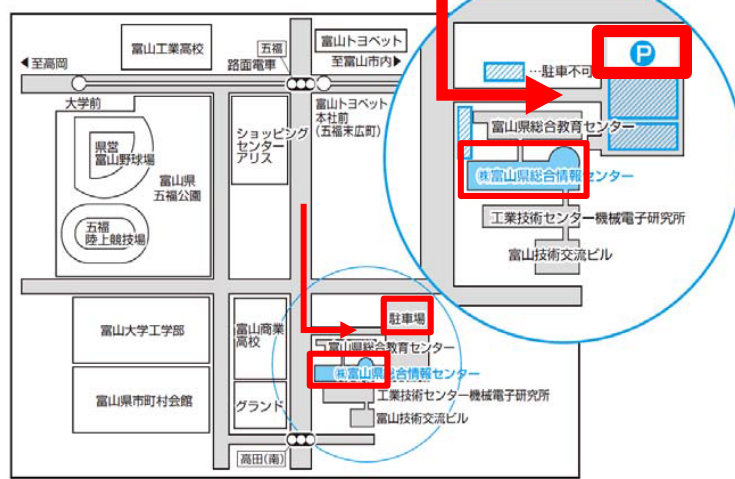 富山工業高校
五福
路面電車
富山トヨペット
◀至高岡
至富山市内▶
大学前
富山トヨペット
本社前
(五福末広町)
県営
富山野球場
ショッピング
センター
アリス
富山県
五福公園
五福
陸上競技場
富山大学工学部
富山商業
高校
駐車場
富山県総合教育センター
㈱富山県総合情報センター
富山県市町村会館
グランド
工業技術センター機械電子研究所
富山技術交流ビル
高田(南)
P
…駐車不可
富山県総合教育センター
㈱富山県総合情報センター
工業技術センター機械電子研究所
富山技術交流ビル